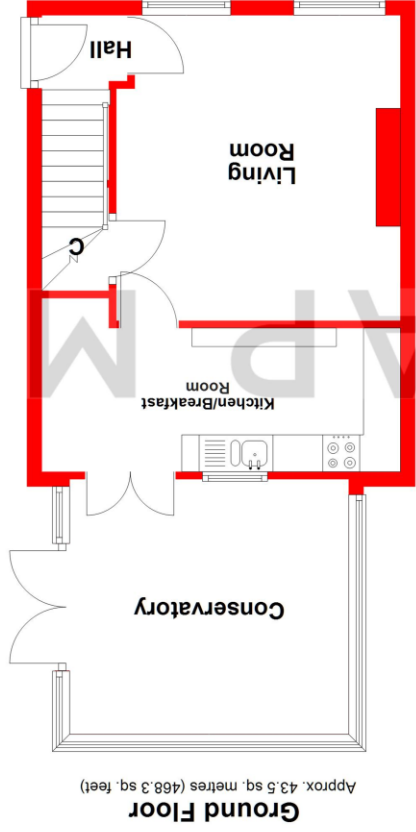 Ground Floor
Approx. 43.5 sq. metres (468.3 sq. feet)
Conservatory
Kitchen/Breakfast
Room
Living
Room
C
Hall